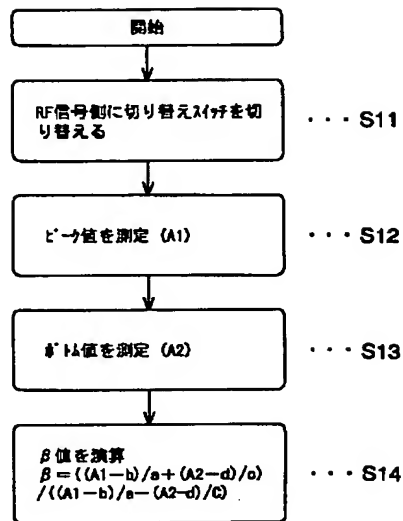 開始
RF信号側に切り替えスイッチを切
り替える
・・・S11
ピーク値を測定 (A1)
・・・S12
ボトム値を測定 (A2)
・・・S13
β値を演算
β=((A1-b)/a+(A2-d)/c)
/((A1-b)/a-(A2-d)/C)
・・・S14